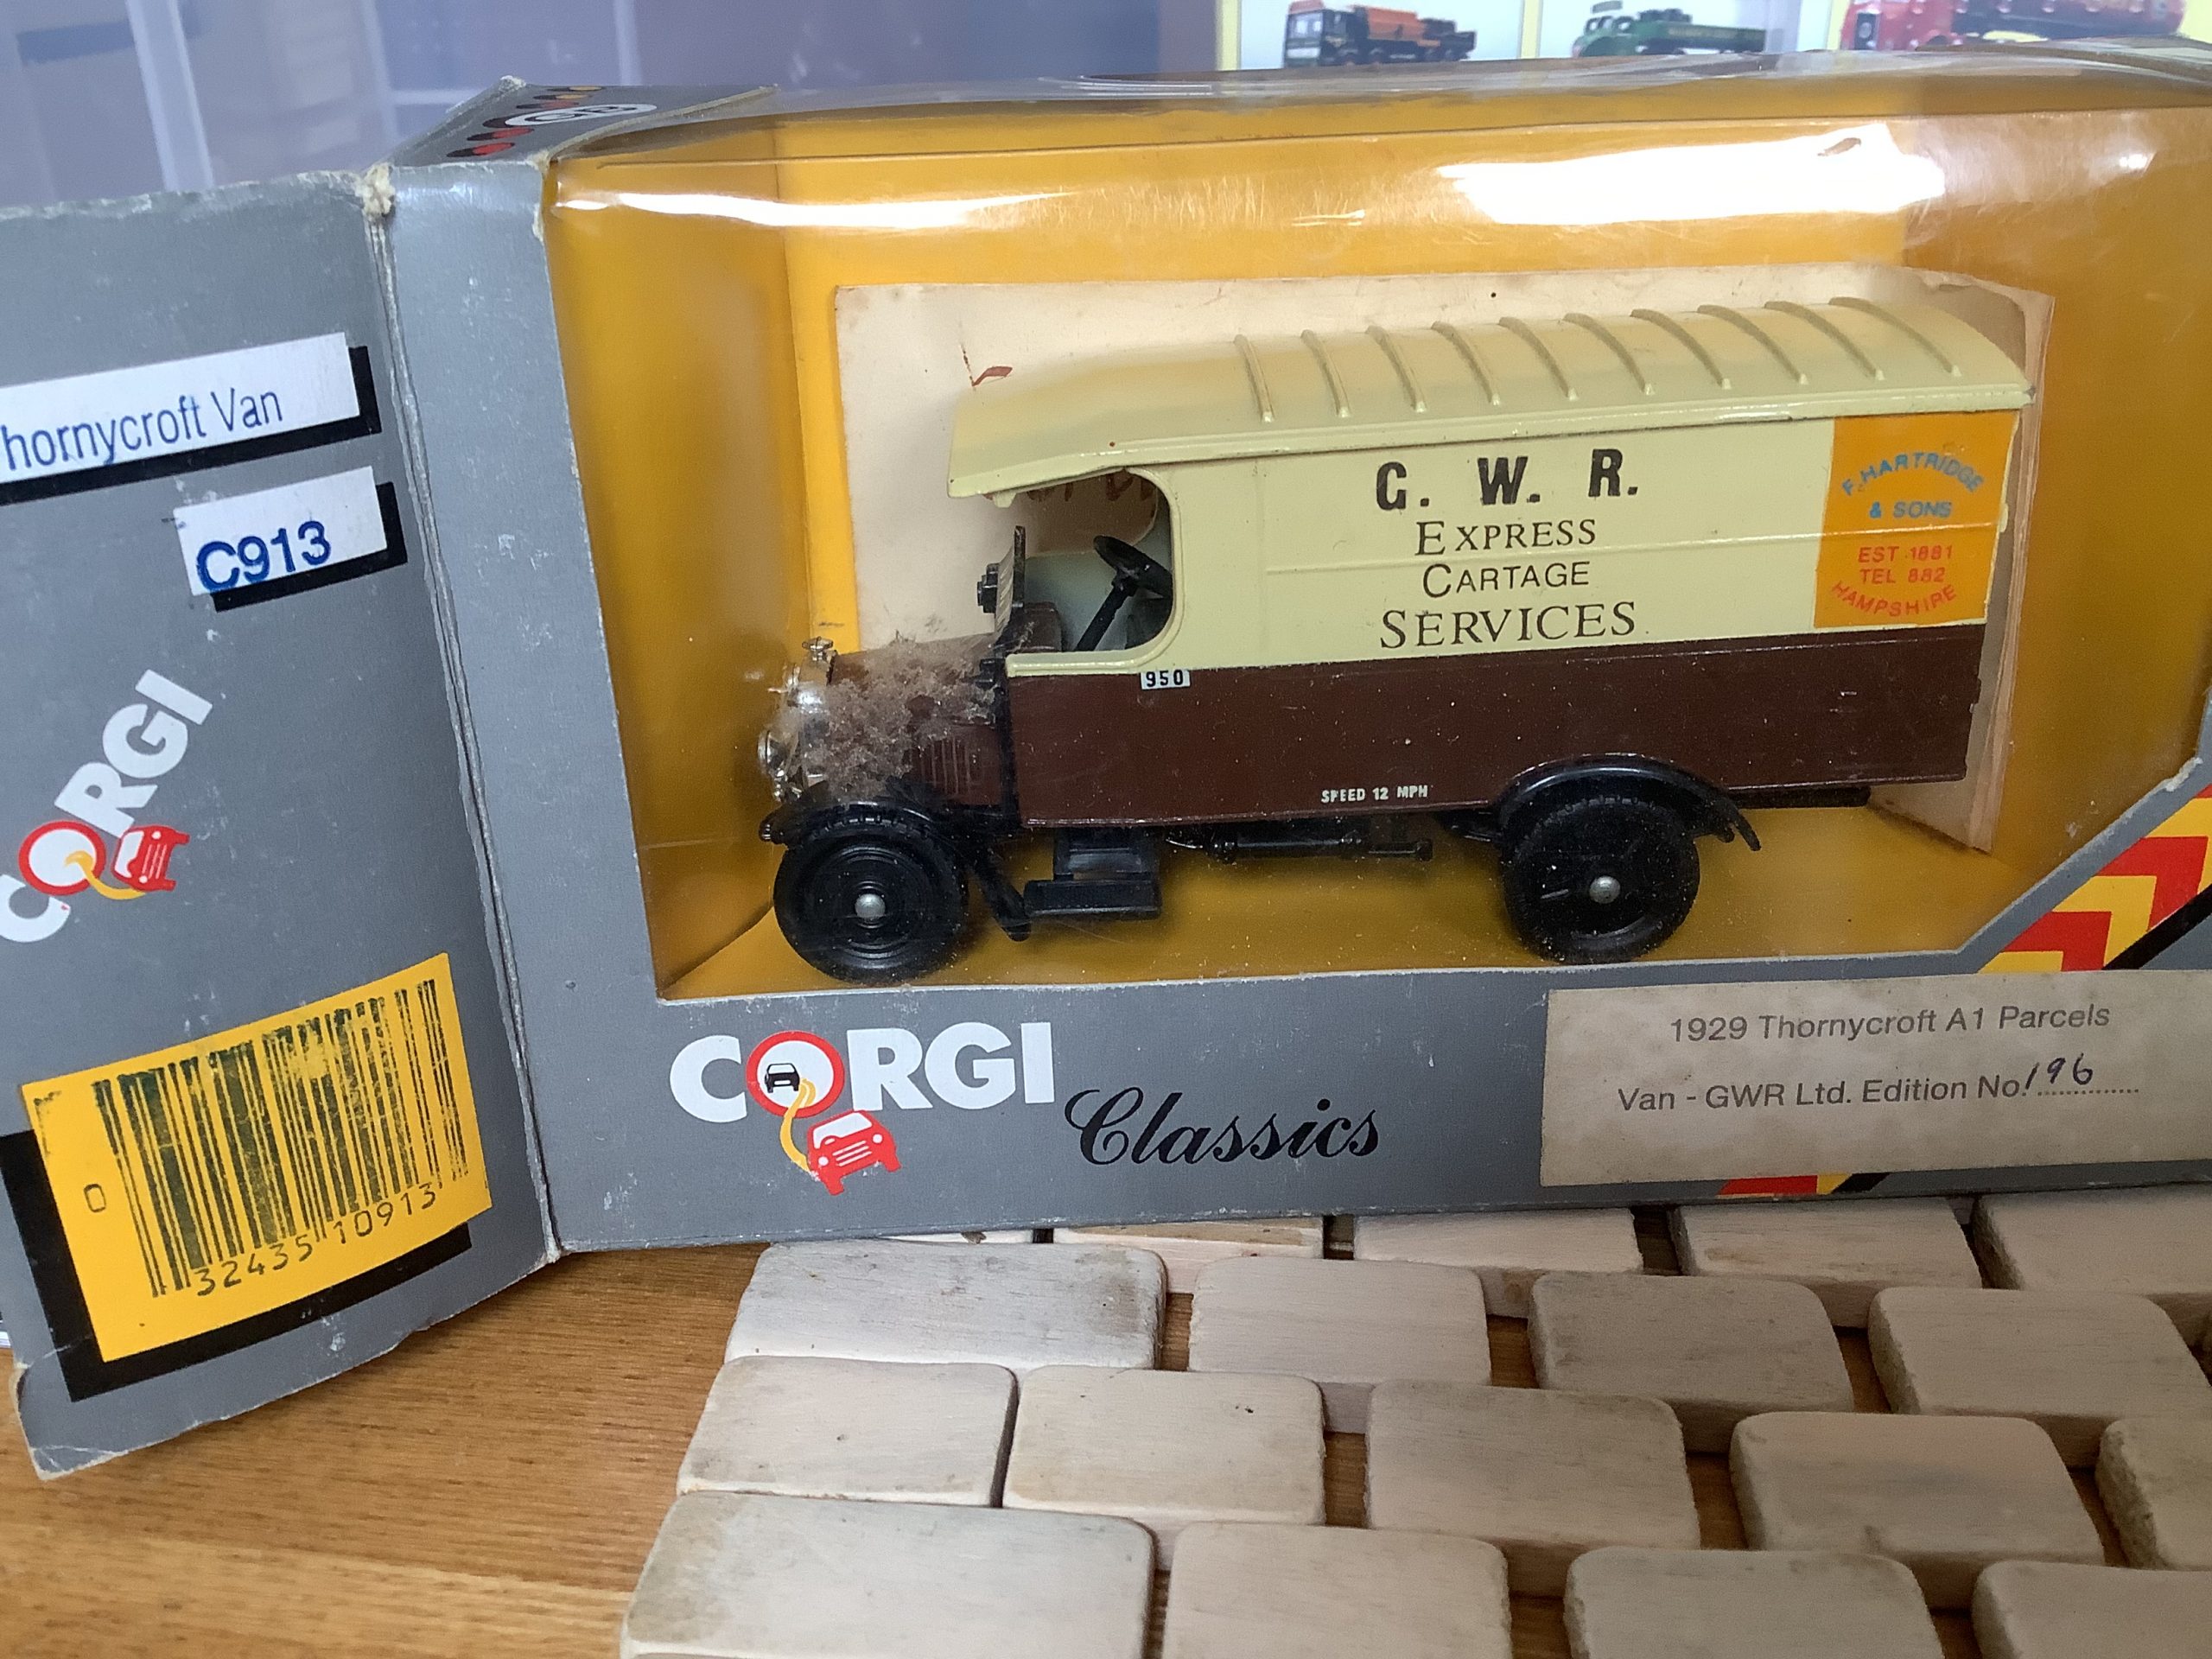 hornycroft Van
C913
CORGI
0
32435 10913
G. W. R.
EXPRESS
CARTAGE
SERVICES
950
SPEED 12 MPH
F. HARTRIDGE
& SONS
EST 1881
TEL 882
HAMPSHIRE
CORGI
Classics
1929 Thornycroft A1 Parcels
Van - GWR Ltd. Edition No. 196